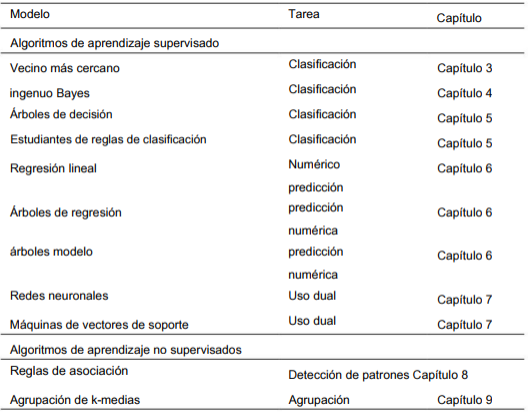 Modelo Tarea Capítulo
Algoritmos de aprendizaje supervisado
Vecino más cercano Clasificación Capítulo 3
ingenuo Bayes Clasificación Capítulo 4
Árboles de decisión Clasificación Capítulo 5
Estudiantes de reglas de clasificación Clasificación Capítulo 5
Regresión lineal Numérico Capítulo 6
predicción
Árboles de regresión predicción Capítulo 6
numérica
árboles modelo predicción Capítulo 6
numérica
Redes neuronales Uso dual Capítulo 7
Máquinas de vectores de soporte Uso dual Capítulo 7
Algoritmos de aprendizaje no supervisados
Reglas de asociación Detección de patrones Capítulo 8
Agrupación de k-medias Agrupación Capítulo 9